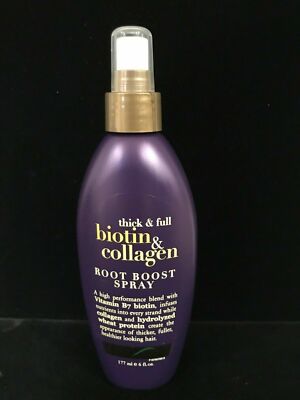 thick & full
biotin &
collagen
ROOT BOOST
SPRAY
A high performance blend with
Vitamin B7 biotin, infuses
nutrients into every strand while
collagen and hydrolyzed
wheat protein create the
appearance of thicker, fuller,
healthier looking hair.
177 ml e 6 fl. oz.